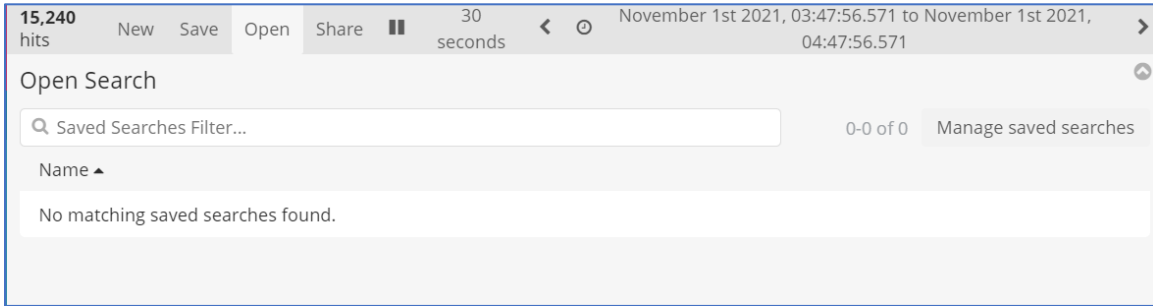 15,240
hits
New
Save
Open
Share
30
seconds
November 1st 2021, 03:47:56.571 to November 1st 2021,
04:47:56.571
Open Search
Saved Searches Filter...
0-0 of 0
Manage saved searches
Name
No matching saved searches found.